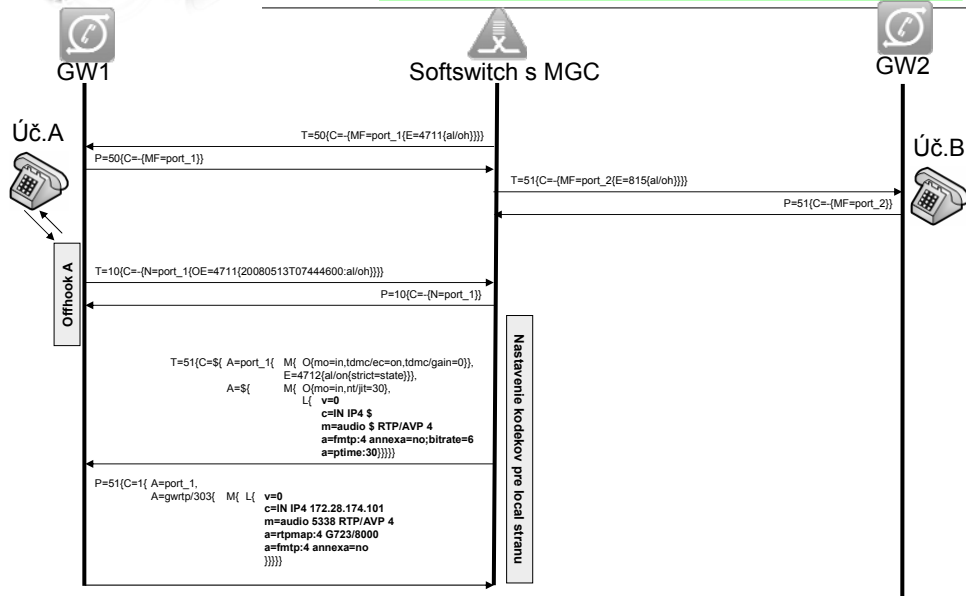 GW1
Softswitch s MGC
GW2
Úč.A
Úč.B
T=50{C=-{MF=port_1{E=4711{al/oh}}}}
P=50{C=-{MF=port_1}}
T=51{C=-{MF=port_2{E=815{al/oh}}}}
P=51{C=-{MF=port_2}}
Offhook A
T=10{C=-{N=port_1{OE=4711{20080513T07444600:al/oh}}}}
P=10{C=-{N=port_1}}
Nastavenie kodekov pre local stranu
T=51{C=${ A=port_1{ M{ O{mo=in,tdmc/ec=on,tdmc/gain=0}},
E=4712{al/on{strict=state}}},
A=${ M{ O{mo=in,nt/jit=30},
L{ v=0
c=IN IP4 $
m=audio $ RTP/AVP 4
a=fmtp:4 annexa=no;bitrate=6
a=ptime:30}}}}}
P=51{C=1{ A=port_1,
A=gwrtp/303{ M{ L{ v=0
c=IN IP4 172.28.174.101
m=audio 5338 RTP/AVP 4
a=rtpmap:4 G723/8000
a=fmtp:4 annexa=no
}}}}}